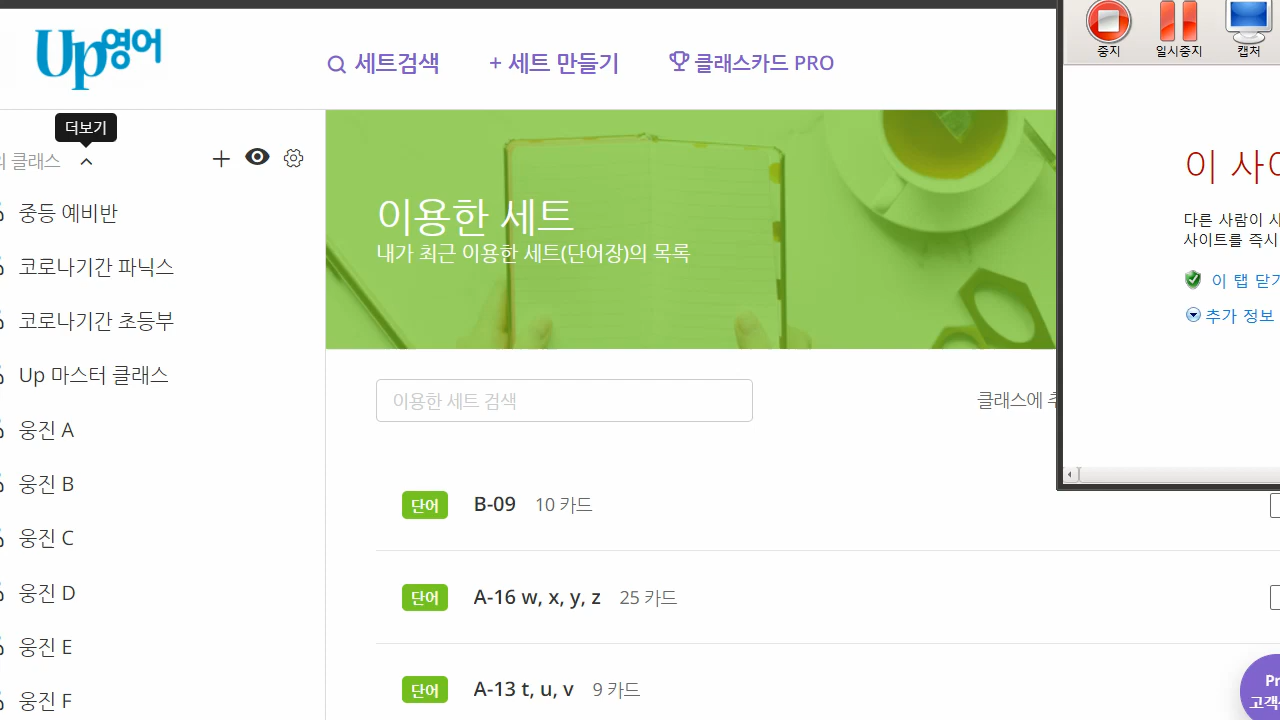 Up영어
세트검색
+ 세트 만들기
클래스카드 PRO
중지
일시중지
캡처
더보기
클래스
중등 예비반
코로나기간 파닉스
코로나기간 초등부
Up 마스터 클래스
웅진 A
웅진 B
웅진 C
웅진 D
웅진 E
웅진 F
이용한 세트
내가 최근 이용한 세트(단어장)의 목록
이용한 세트 검색
클래스에
단어 B-09 10 카드
단어 A-16 w, x, y, z 25 카드
단어 A-13 t, u, v 9 카드
이
다른 사람이
사이트를 즉시
이 탭
추가 정보